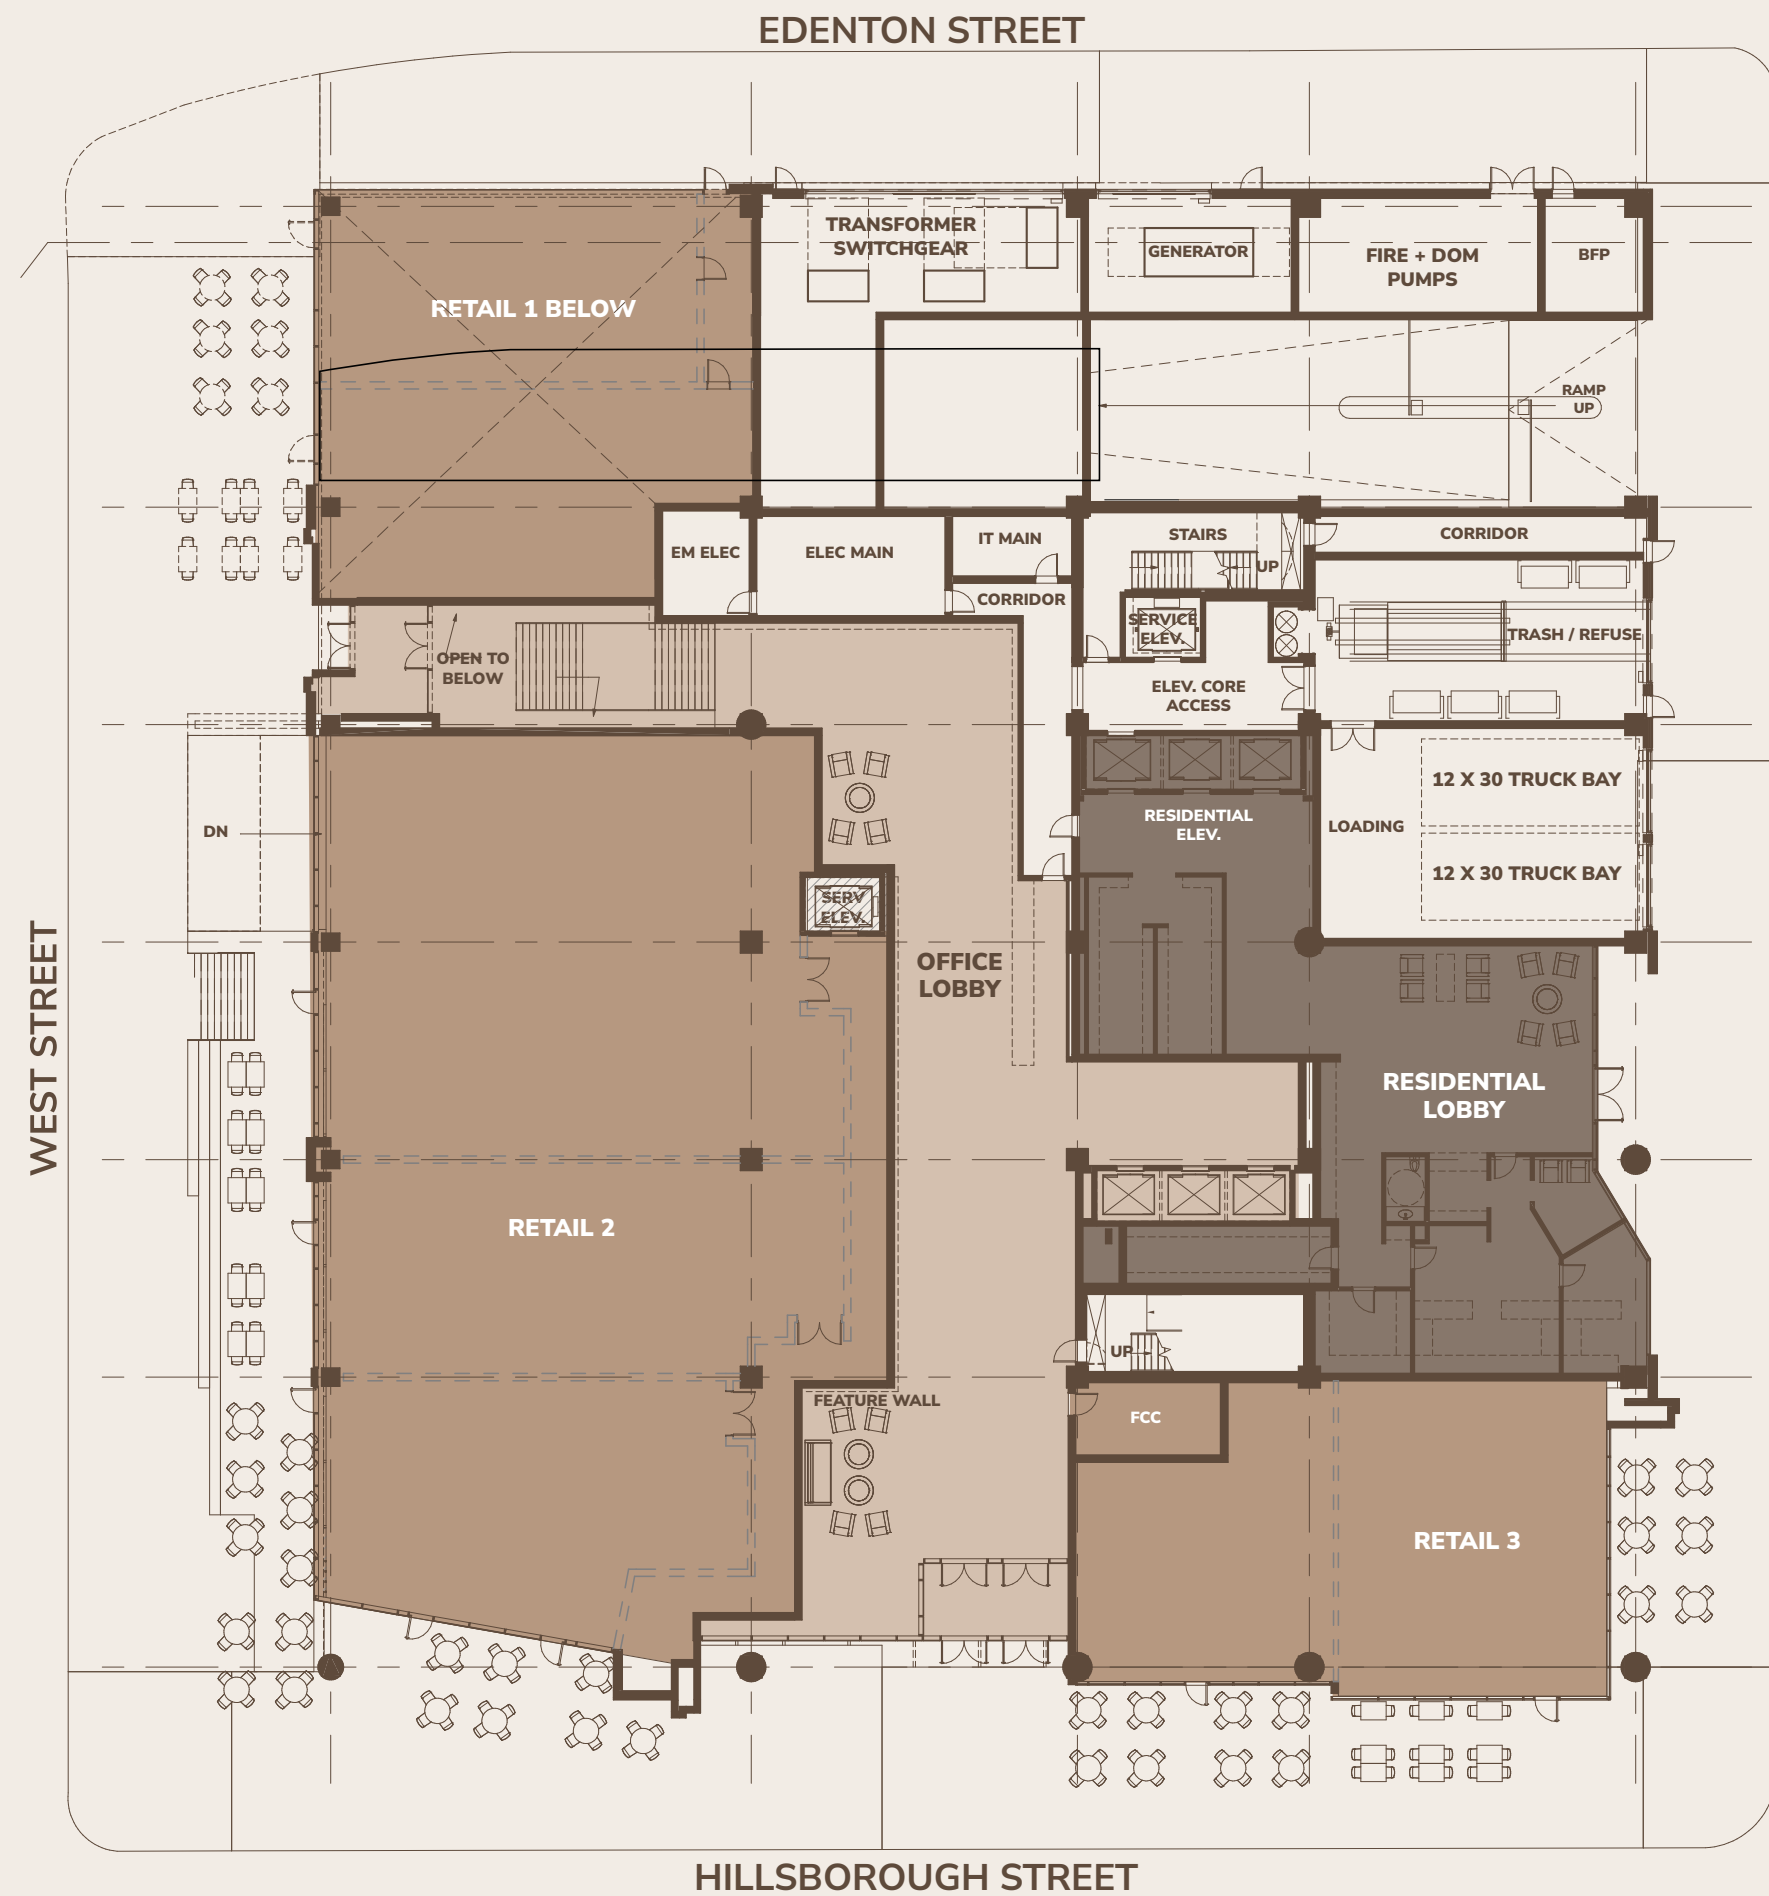 EDENTON STREET
TRANSFORMER
SWITCHGEAR
GENERATOR
FIRE + DOM
PUMPS
BFP
RETAIL 1 BELOW
RAMP
UP
EM ELEC
ELEC MAIN
IT MAIN
CORRIDOR
STAIRS
UP
CORRIDOR
SERVICE
ELEV.
TRASH / REFUSE
OPEN TO
BELOW
ELEV. CORE
ACCESS
12 X 30 TRUCK BAY
LOADING
12 X 30 TRUCK BAY
RESIDENTIAL
ELEV.
DN
SERV
ELEV.
OFFICE
LOBBY
WEST STREET
RESIDENTIAL
LOBBY
RETAIL 2
UP
FEATURE WALL
FCC
RETAIL 3
HILLSBOROUGH STREET